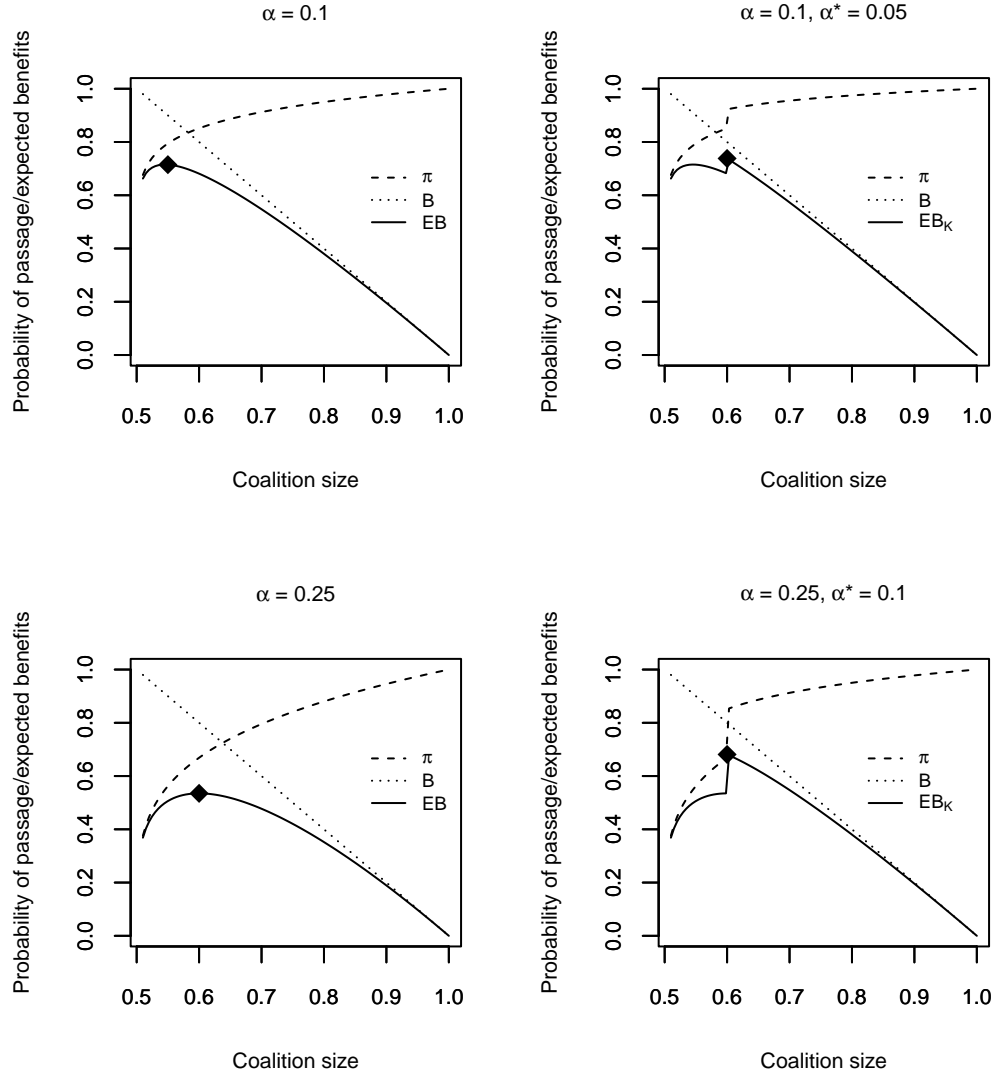 α = 0.1
Probability of passage/expected benefits
1.0
0.8
0.6
0.4
0.2
0.0
π
B
EB
0.5 0.6 0.7 0.8 0.9 1.0
Coalition size
α = 0.1, α* = 0.05
Probability of passage/expected benefits
1.0
0.8
0.6
0.4
0.2
0.0
π
B
EBK
0.5 0.6 0.7 0.8 0.9 1.0
Coalition size
α = 0.25
Probability of passage/expected benefits
1.0
0.8
0.6
0.4
0.2
0.0
π
B
EB
0.5 0.6 0.7 0.8 0.9 1.0
Coalition size
α = 0.25, α* = 0.1
Probability of passage/expected benefits
1.0
0.8
0.6
0.4
0.2
0.0
π
B
EBK
0.5 0.6 0.7 0.8 0.9 1.0
Coalition size